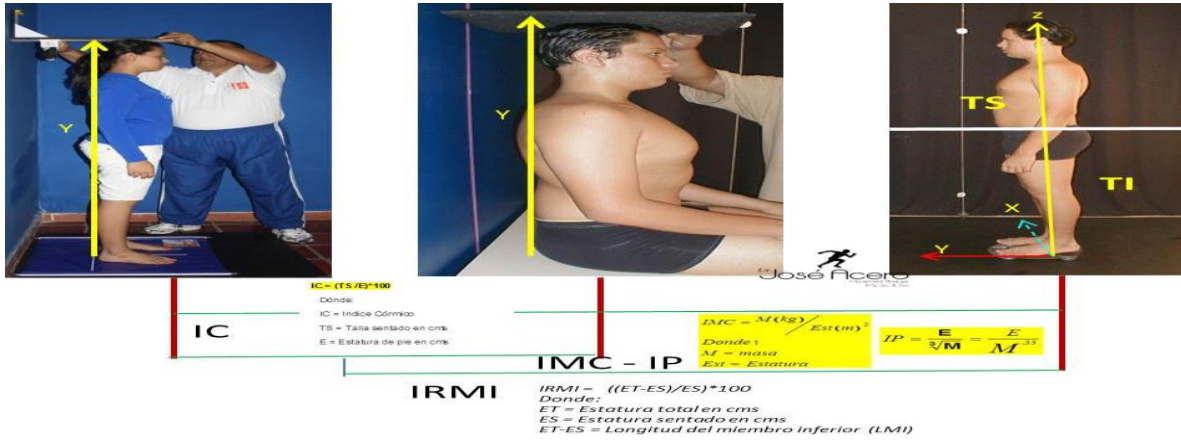 Y
Y
Z
TS
TI
X
Y
José Acero
IC = (TS /E)*100
Dónde:
IC = Indice Córmico
TS = Talla sentado en cms
E = Estatura de pie en cms
IC
IMC = M(kg) / Est(m)²
Donde :
M = masa
Est = Estatura
IP = E / ∛M = E / M^.33
IMC - IP
IRMI
IRMI = ((ET-ES)/ES)*100
Donde:
ET = Estatura total en cms
ES = Estatura sentado en cms
ET-ES = Longitud del miembro inferior (LMI)